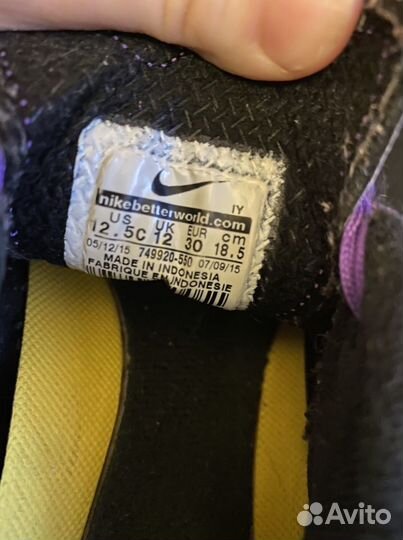 IY
nikebetterworld.com
US UK EUR cm
12.5C 12 30 18.5
05/12/15 749920-550 07/09/15
MADE IN INDONESIA
FABRIQUE EN INDONESIE
Avito